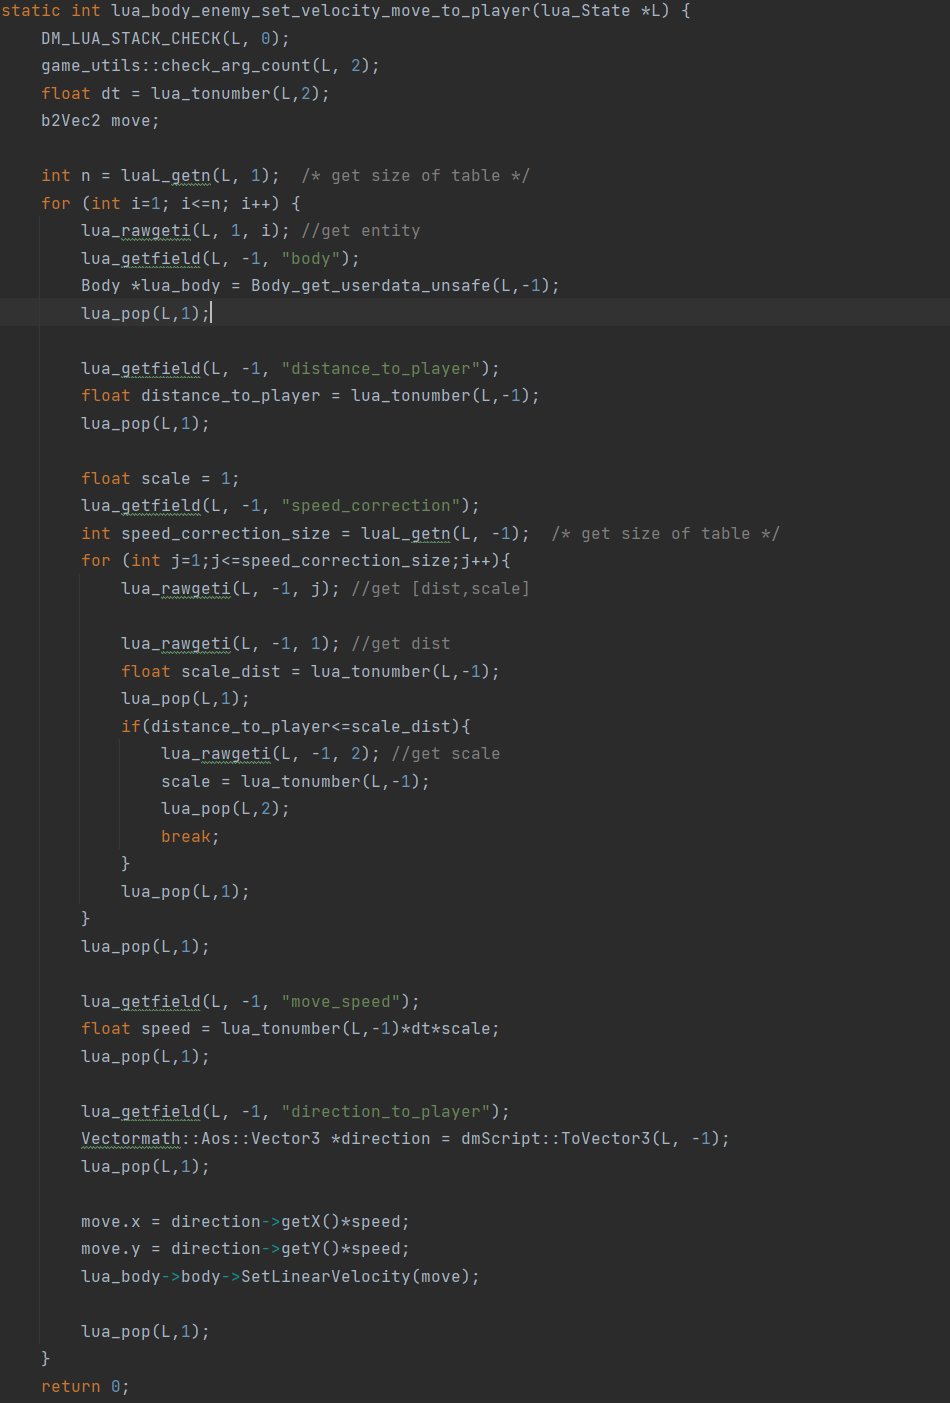 static int lua_body_enemy_set_velocity_move_to_player(lua_State *L) {
    DM_LUA_STACK_CHECK(L, 0);
    game_utils::check_arg_count(L, 2);
    float dt = lua_tonumber(L,2);
    b2Vec2 move;

    int n = luaL_getn(L, 1);  /* get size of table */
    for (int i=1; i<=n; i++) {
        lua_rawgeti(L, 1, i); //get entity
        lua_getfield(L, -1, "body");
        Body *lua_body = Body_get_userdata_unsafe(L,-1);
        lua_pop(L,1);

        lua_getfield(L, -1, "distance_to_player");
        float distance_to_player = lua_tonumber(L,-1);
        lua_pop(L,1);

        float scale = 1;
        lua_getfield(L, -1, "speed_correction");
        int speed_correction_size = luaL_getn(L, -1);  /* get size of table */
        for (int j=1;j<=speed_correction_size;j++){
            lua_rawgeti(L, -1, j); //get [dist,scale]

            lua_rawgeti(L, -1, 1); //get dist
            float scale_dist = lua_tonumber(L,-1);
            lua_pop(L,1);
            if(distance_to_player<=scale_dist){
                lua_rawgeti(L, -1, 2); //get scale
                scale = lua_tonumber(L,-1);
                lua_pop(L,2);
                break;
            }
            lua_pop(L,1);
        }
        lua_pop(L,1);

        lua_getfield(L, -1, "move_speed");
        float speed = lua_tonumber(L,-1)*dt*scale;
        lua_pop(L,1);

        lua_getfield(L, -1, "direction_to_player");
        Vectormath::Aos::Vector3 *direction = dmScript::ToVector3(L, -1);
        lua_pop(L,1);

        move.x = direction->getX()*speed;
        move.y = direction->getY()*speed;
        lua_body->body->SetLinearVelocity(move);

        lua_pop(L,1);
    }
    return 0;